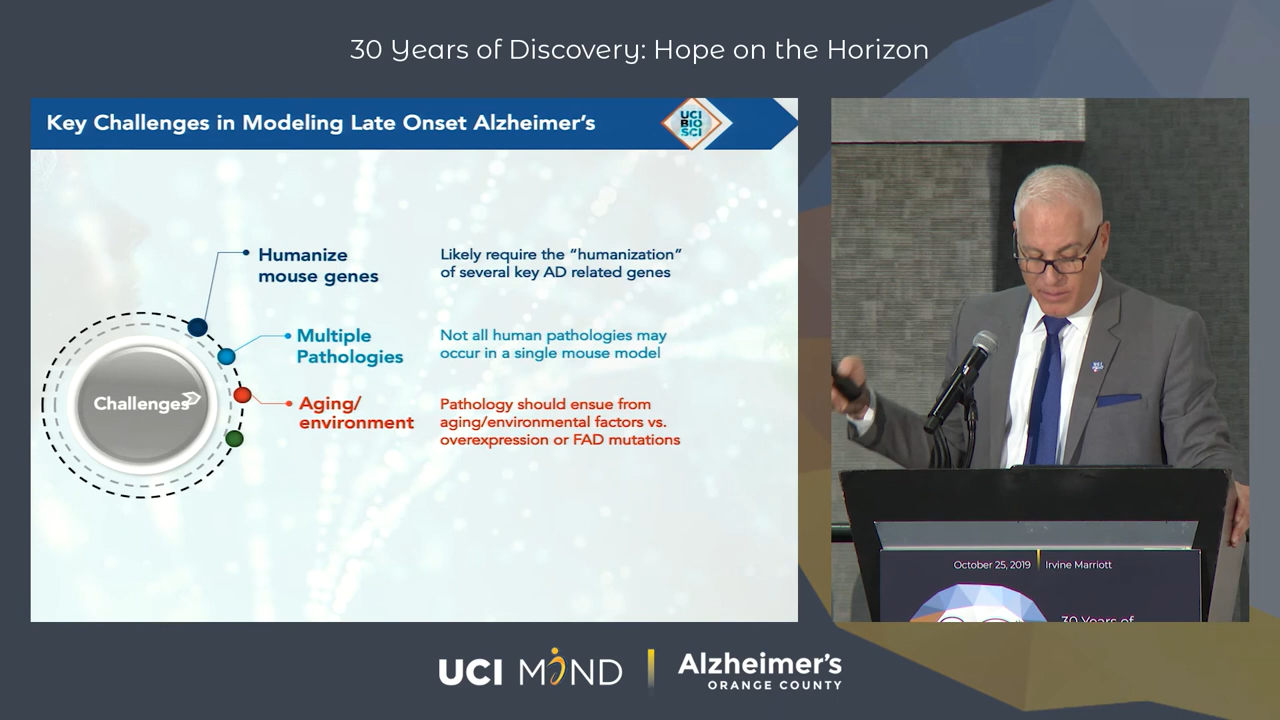 30 Years of Discovery: Hope on the Horizon
Key Challenges in Modeling Late Onset Alzheimer's
UCI
BIO
SCI
Humanize
mouse genes
Likely require the “humanization”
of several key AD related genes
Multiple
Pathologies
Not all human pathologies may
occur in a single mouse model
Challenges
Aging/
environment
Pathology should ensue from
aging/environmental factors vs.
overexpression or FAD mutations
October 25, 2019 | Irvine Marriott
30 Years of
UCI MIND
Alzheimer's
ORANGE COUNTY